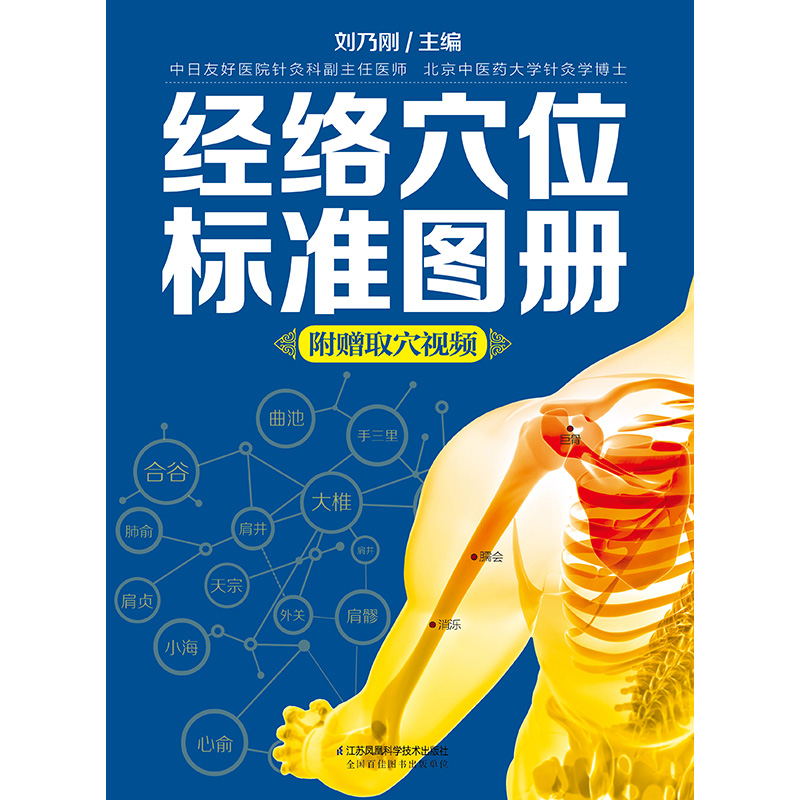 刘乃刚/主编
中日友好医院针灸科副主任医师 北京中医药大学针灸学博士
经络穴位
标准图册
附赠取穴视频
曲池
手三里
巨骨
合谷
大椎
肺俞
肩井
肩井
臑会
天宗
肩贞
外关
肩髎
消泺
小海
心俞
江苏凤凰科学技术出版社
全国百佳图书出版单位